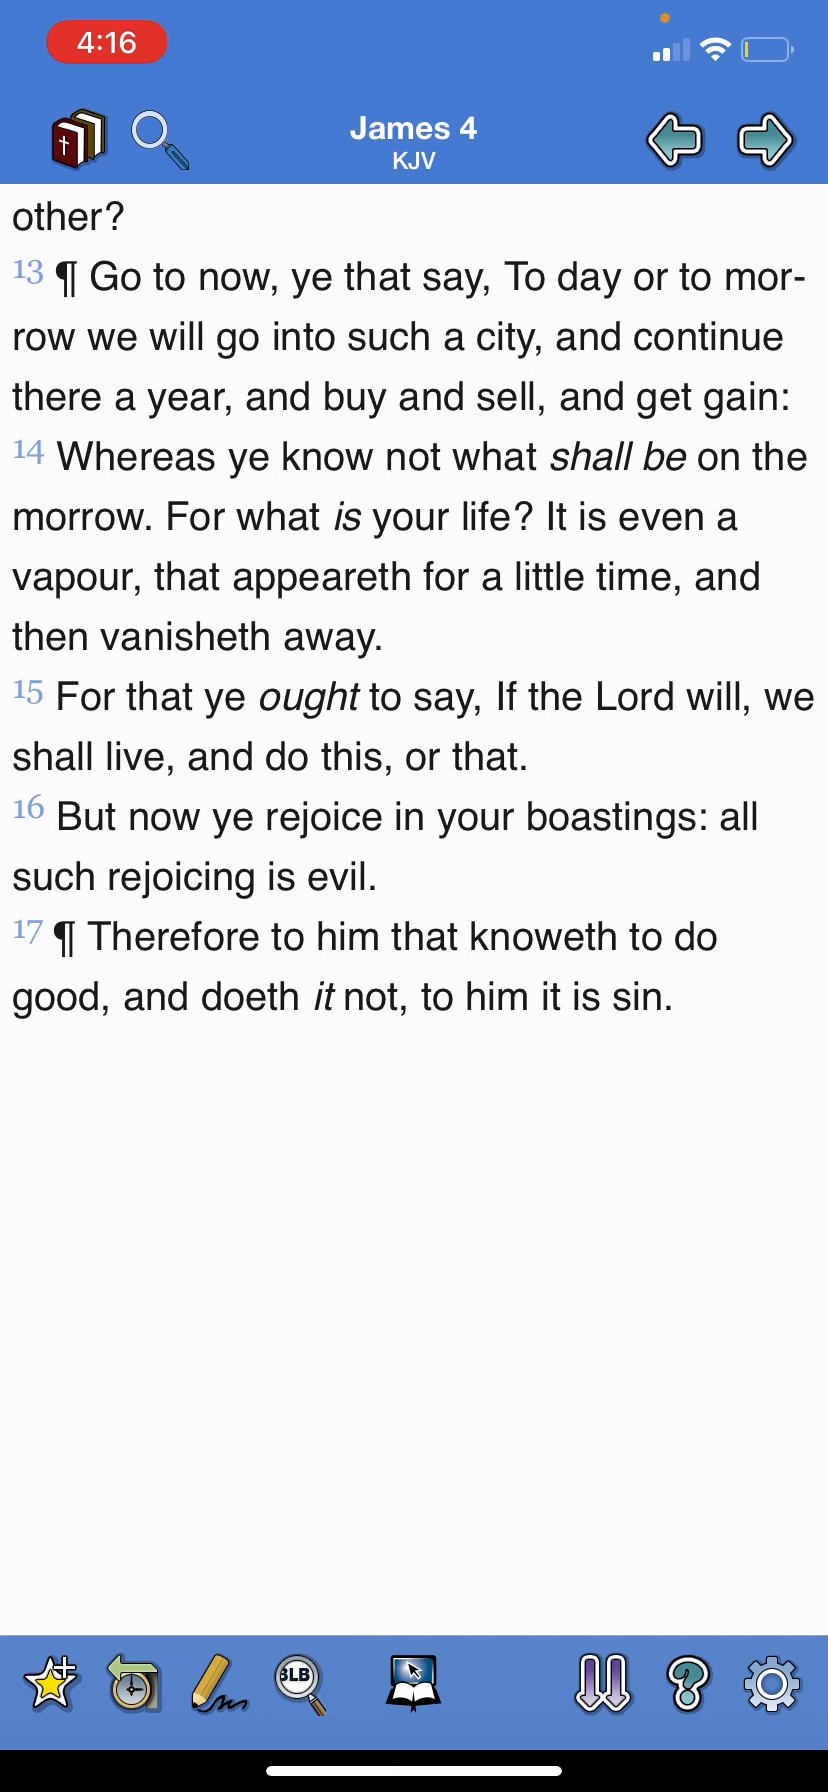 4:16
James 4
KJV
other?
13 ¶ Go to now, ye that say, To day or to mor-
row we will go into such a city, and continue
there a year, and buy and sell, and get gain:
14 Whereas ye know not what shall be on the
morrow. For what is your life? It is even a
vapour, that appeareth for a little time, and
then vanisheth away.
15 For that ye ought to say, If the Lord will, we
shall live, and do this, or that.
16 But now ye rejoice in your boastings: all
such rejoicing is evil.
17 ¶ Therefore to him that knoweth to do
good, and doeth it not, to him it is sin.
BLB